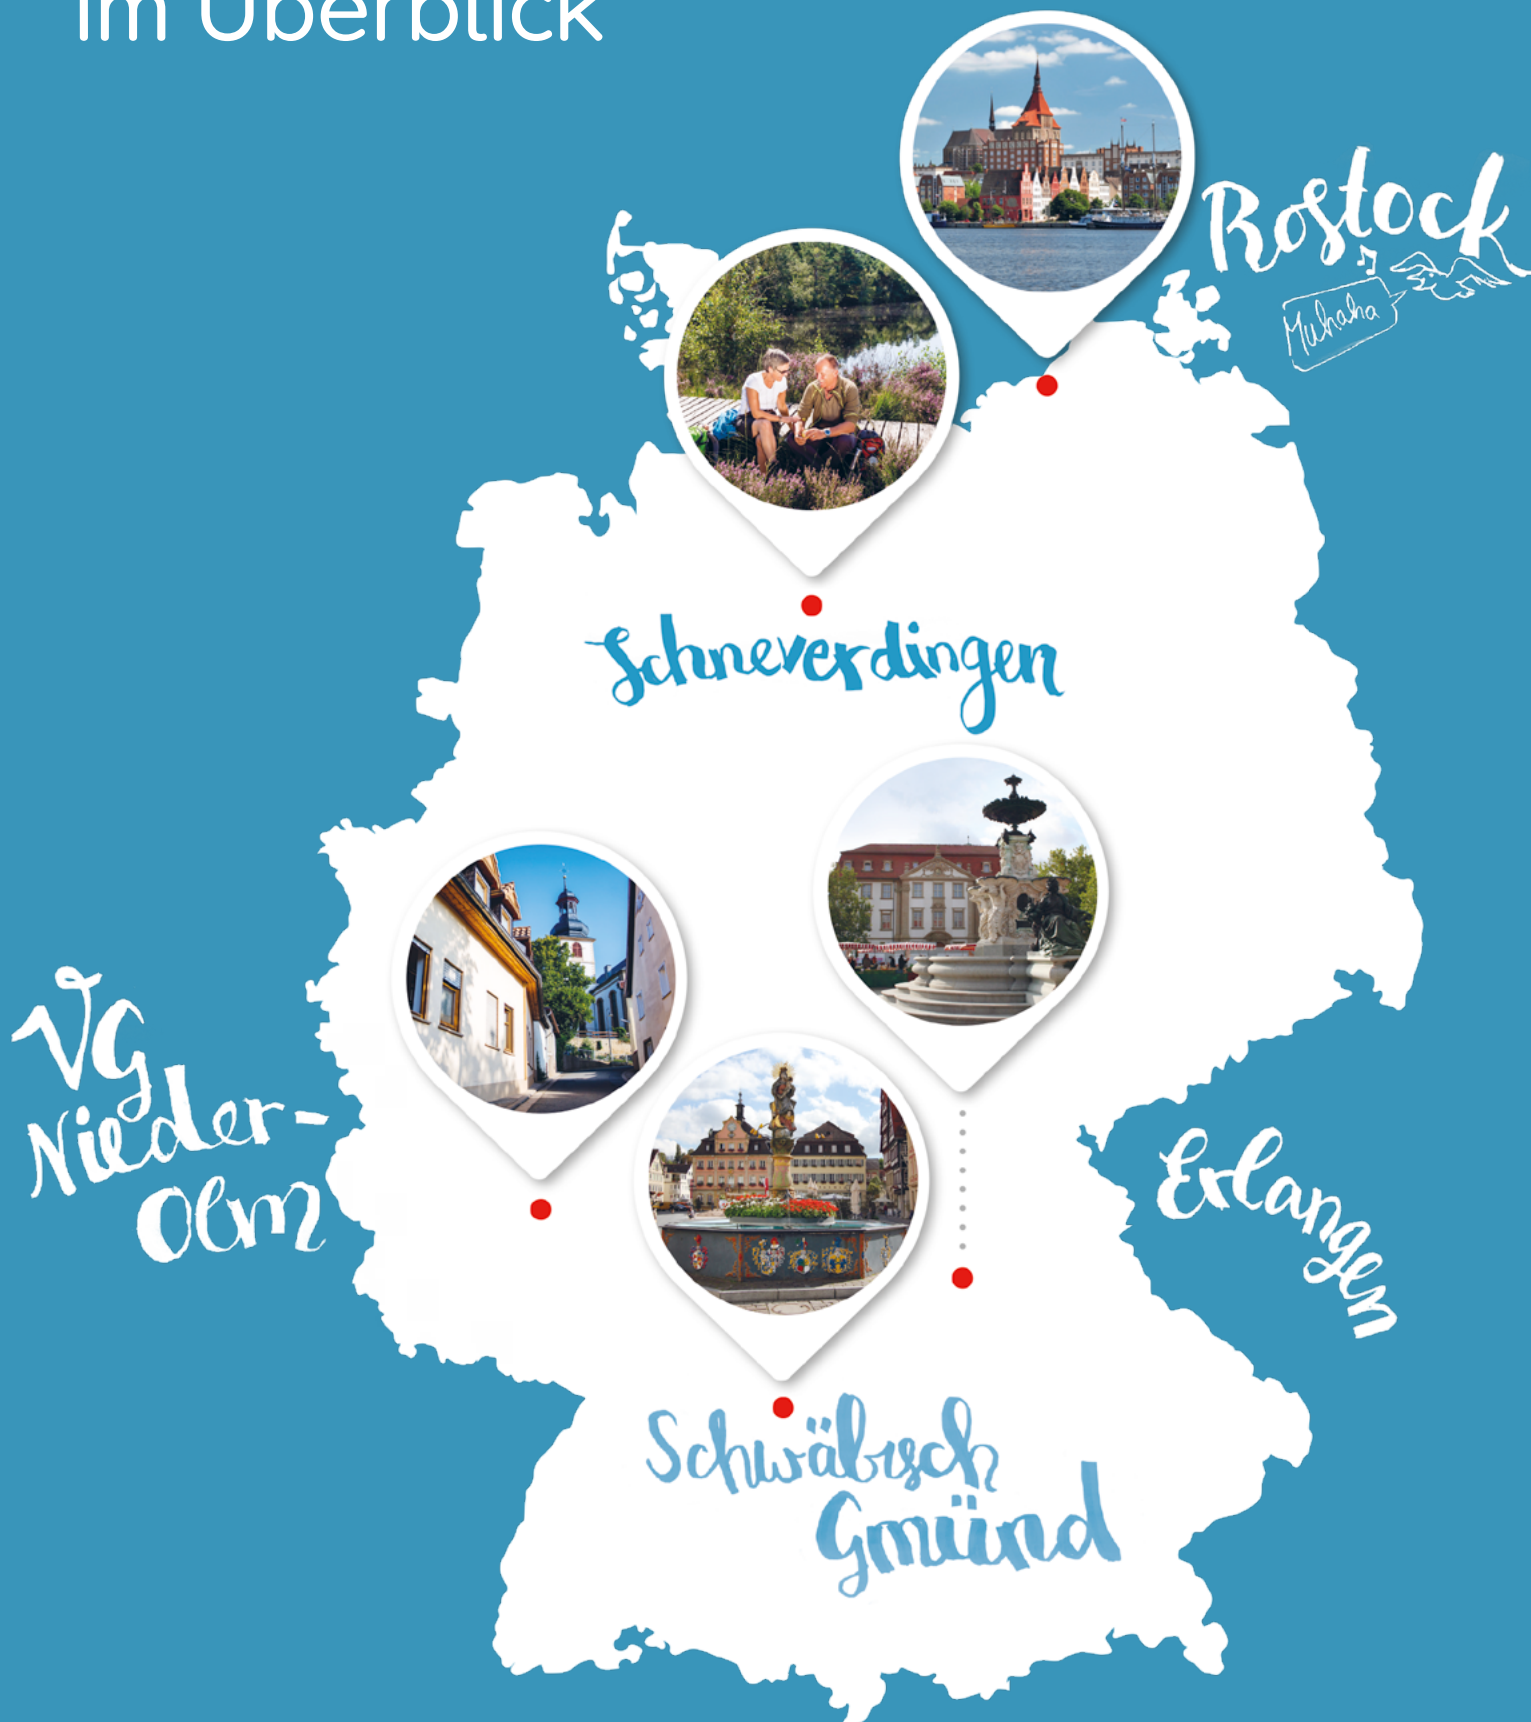 im Überblick
Rostock
Muhaha
Schneverdingen
VG
Nieder-
Olm
Erlangen
Schwäbisch
Gmünd